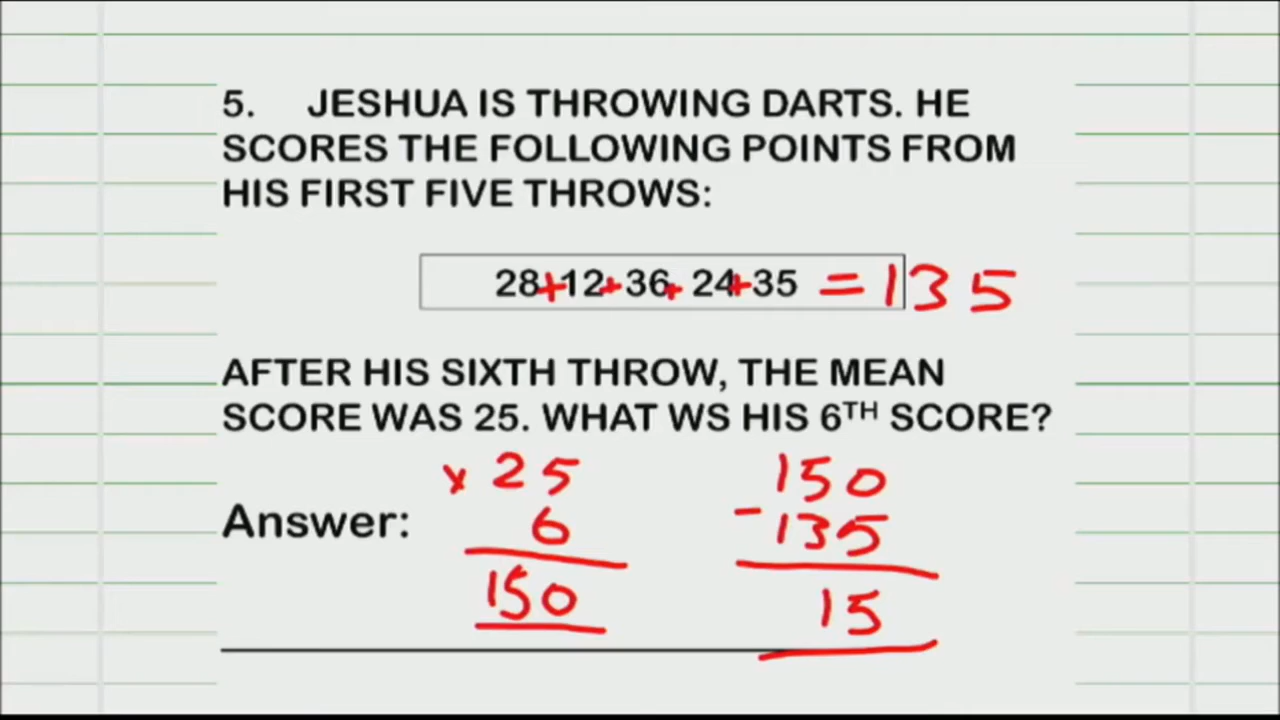 5. JESHUA IS THROWING DARTS. HE
SCORES THE FOLLOWING POINTS FROM
HIS FIRST FIVE THROWS:
28+12+36+24+35 = 135
AFTER HIS SIXTH THROW, THE MEAN
SCORE WAS 25. WHAT WS HIS 6TH SCORE?
Answer:
x 25
6
150
150
- 135
15